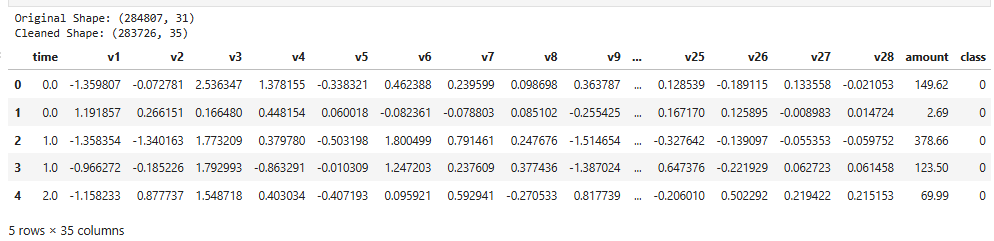 Original Shape: (284807, 31)
Cleaned Shape: (283726, 35)
time v1 v2 v3 v4 v5 v6 v7 v8 v9 ... v25 v26 v27 v28 amount class
0 0.0 -1.359807 -0.072781 2.536347 1.378155 -0.338321 0.462388 0.239599 0.098698 0.363787 ... 0.128539 -0.189115 0.133558 -0.021053 149.62 0
1 0.0 1.191857 0.266151 0.166480 0.448154 0.060018 -0.082361 -0.078803 0.085102 -0.255425 ... 0.167170 0.125895 -0.008983 0.014724 2.69 0
2 1.0 -1.358354 -1.340163 1.773209 0.379780 -0.503198 1.800499 0.791461 0.247676 -1.514654 ... -0.327642 -0.139097 -0.055353 -0.059752 378.66 0
3 1.0 -0.966272 -0.185226 1.792993 -0.863291 -0.010309 1.247203 0.237609 0.377436 -1.387024 ... 0.647376 -0.221929 0.062723 0.061458 123.50 0
4 2.0 -1.158233 0.877737 1.548718 0.403034 -0.407193 0.095921 0.592941 -0.270533 0.817739 ... -0.206010 0.502292 0.219422 0.215153 69.99 0
5 rows × 35 columns